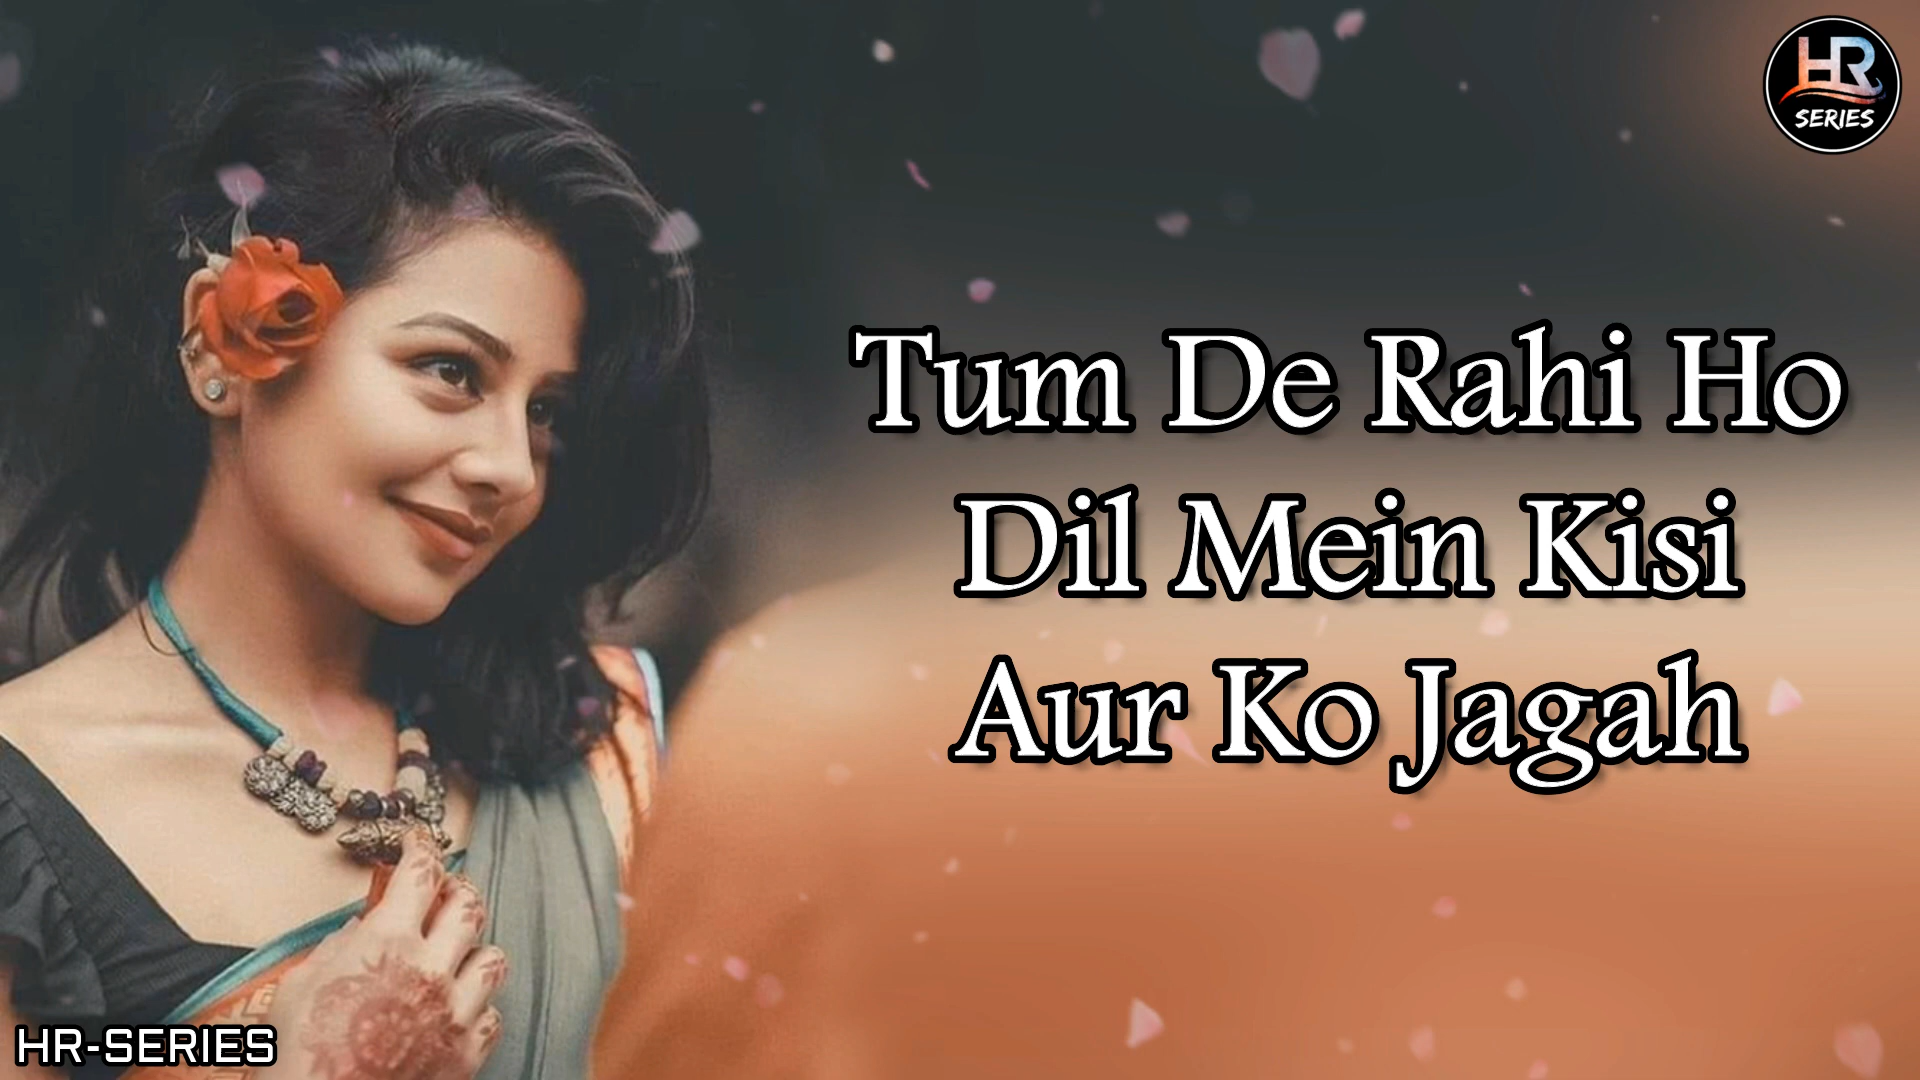 HR
SERIES
Tum De Rahi Ho
Dil Mein Kisi
Aur Ko Jagah
HR-SERIES